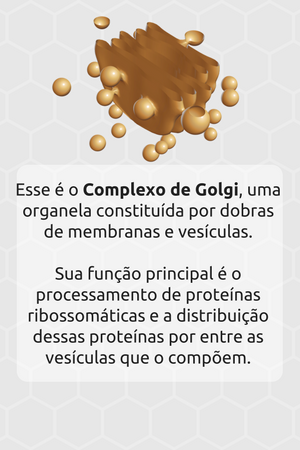 Esse é o Complexo de Golgi, uma
organela constituída por dobras
de membranas e vesículas.
Sua função principal é o
processamento de proteínas
ribossomáticas e a distribuição
dessas proteínas por entre as
vesículas que o compõem.